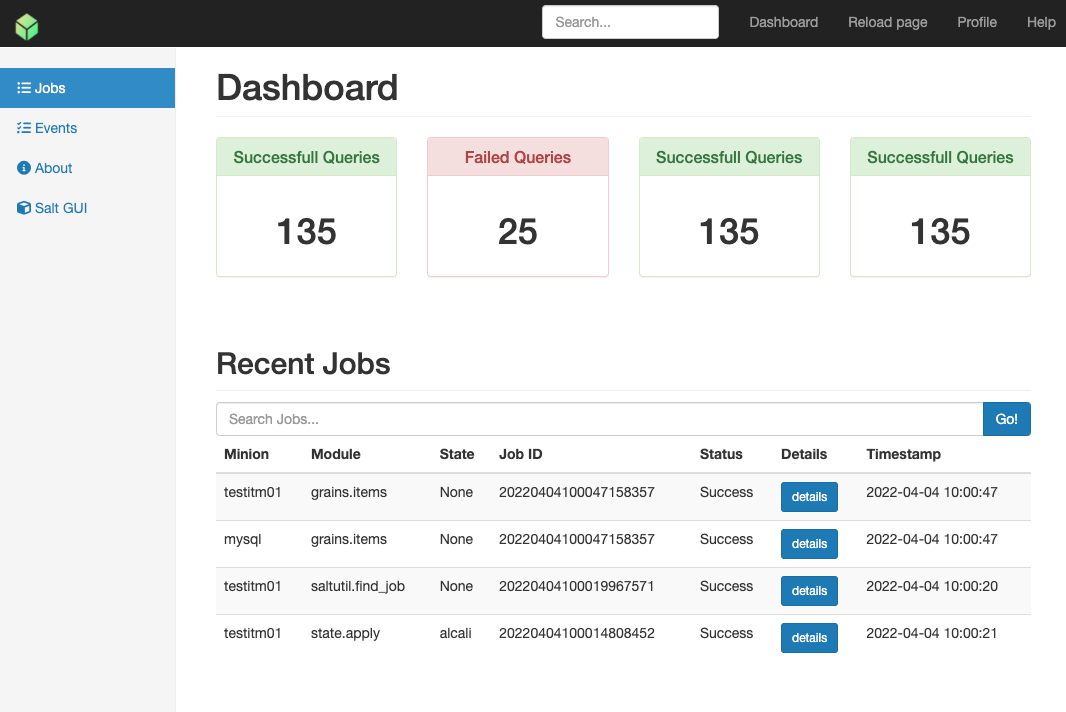 Search... Dashboard Reload page Profile Help
Jobs
Events
About
Salt GUI
Dashboard
Successfull Queries Failed Queries Successfull Queries Successfull Queries
135 25 135 135
Recent Jobs
Search Jobs... Go!
Minion Module State Job ID Status Details Timestamp
testitm01 grains.items None 20220404100047158357 Success details 2022-04-04 10:00:47
mysql grains.items None 20220404100047158357 Success details 2022-04-04 10:00:47
testitm01 saltutil.find_job None 20220404100019967571 Success details 2022-04-04 10:00:20
testitm01 state.apply alcali 20220404100014808452 Success details 2022-04-04 10:00:21